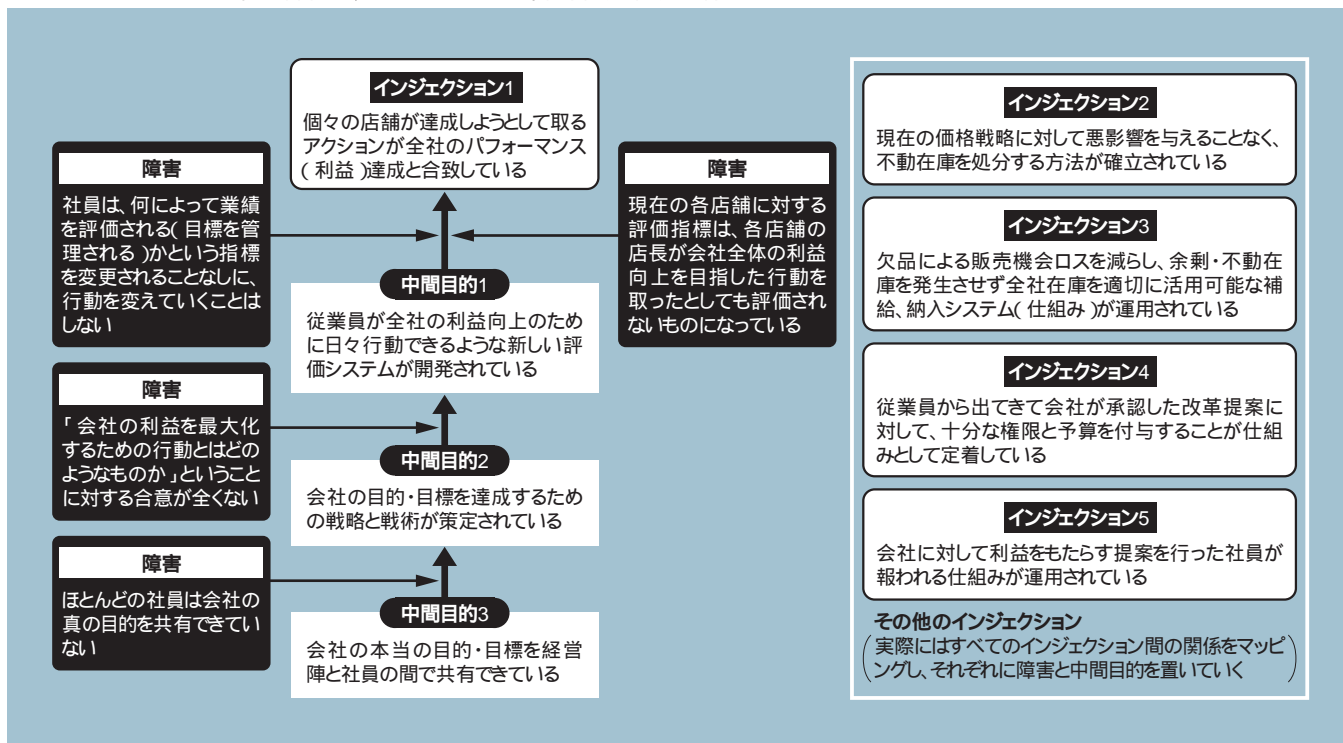 インジェクション1
個々の店舗が達成しようとして取る
アクションが全社のパフォーマンス
(利益)達成と合致している
障害
社員は、何によって業績
を評価される(目標を管
理される)かという指標
を変更されることなしに、
行動を変えていくことは
しない
障害
現在の各店舗に対する
評価指標は、各店舗の
店長が会社全体の利益
向上を目指した行動を
取ったとしても評価され
ないものになっている
中間目的1
従業員が全社の利益向上のため
に日々行動できるような新しい評
価システムが開発されている
障害
「会社の利益を最大化
するための行動とはどの
ようなものか」ということ
に対する合意が全くない
中間目的2
会社の目的・目標を達成するため
の戦略と戦術が策定されている
障害
ほとんどの社員は会社の
真の目的を共有できてい
ない
中間目的3
会社の本当の目的・目標を経営
陣と社員の間で共有できている
インジェクション2
現在の価格戦略に対して悪影響を与えることなく、
不動在庫を処分する方法が確立されている
インジェクション3
欠品による販売機会ロスを減らし、余剰・不動在
庫を発生させず全社在庫を適切に活用可能な補
給、納入システム(仕組み)が運用されている
インジェクション4
従業員から出てきて会社が承認した改革提案に
対して、十分な権限と予算を付与することが仕組
みとして定着している
インジェクション5
会社に対して利益をもたらす提案を行った社員が
報われる仕組みが運用されている
その他のインジェクション
(実際にはすべてのインジェクション間の関係をマッピ
ングし、それぞれに障害と中間目的を置いていく)